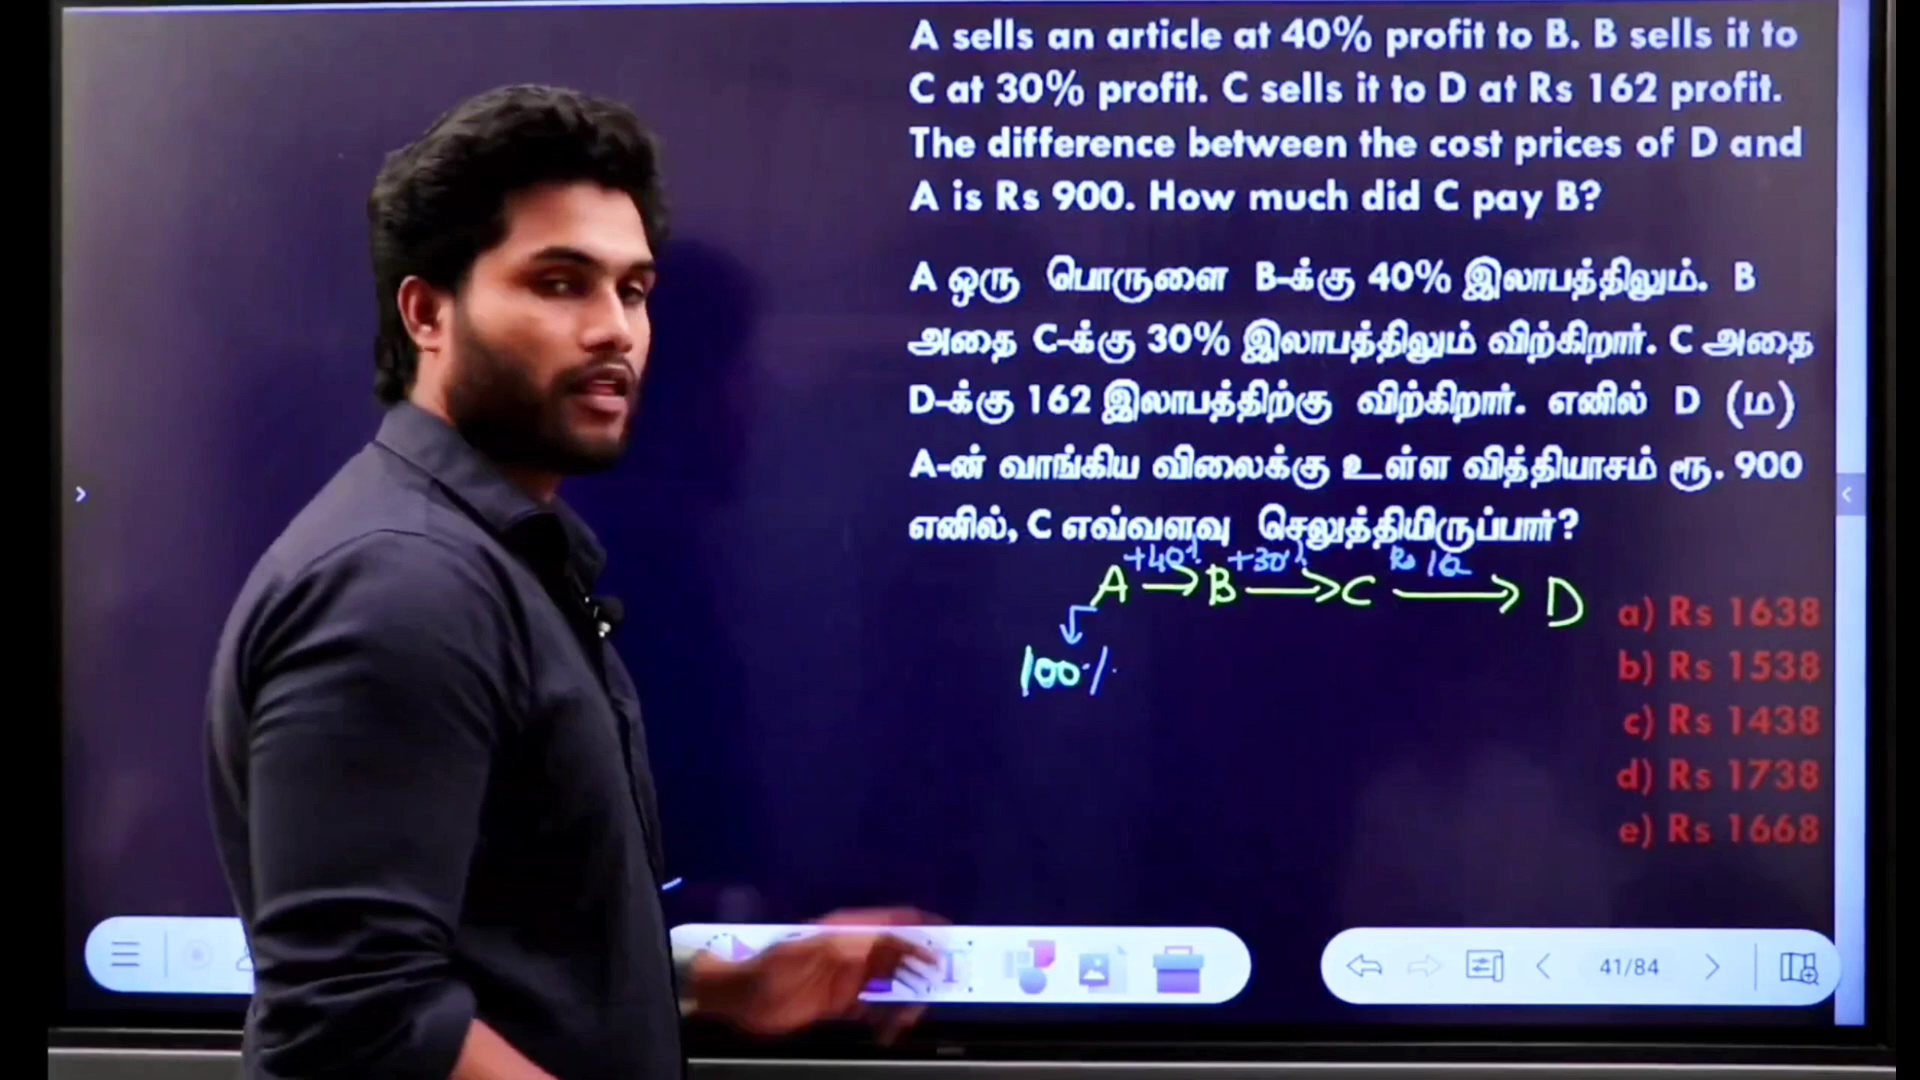 A sells an article at 40% profit to B. B sells it to
C at 30% profit. C sells it to D at Rs 162 profit.
The difference between the cost prices of D and
A is Rs 900. How much did C pay B?
A ஒரு பொருளை B-க்கு 40% இலாபத்திலும். B
அதை C-க்கு 30% இலாபத்திலும் விற்கிறார். C அதை
D-க்கு 162 இலாபத்திற்கு விற்கிறார். எனில் D (ம)
A-ன் வாங்கிய விலைக்கு உள்ள வித்தியாசம் ரூ. 900
எனில், C எவ்வளவு செலுத்தியிருப்பார்?
+40% +30%
A → B → C → D
100%
a) Rs 1638
b) Rs 1538
c) Rs 1438
d) Rs 1738
e) Rs 1668
41/84